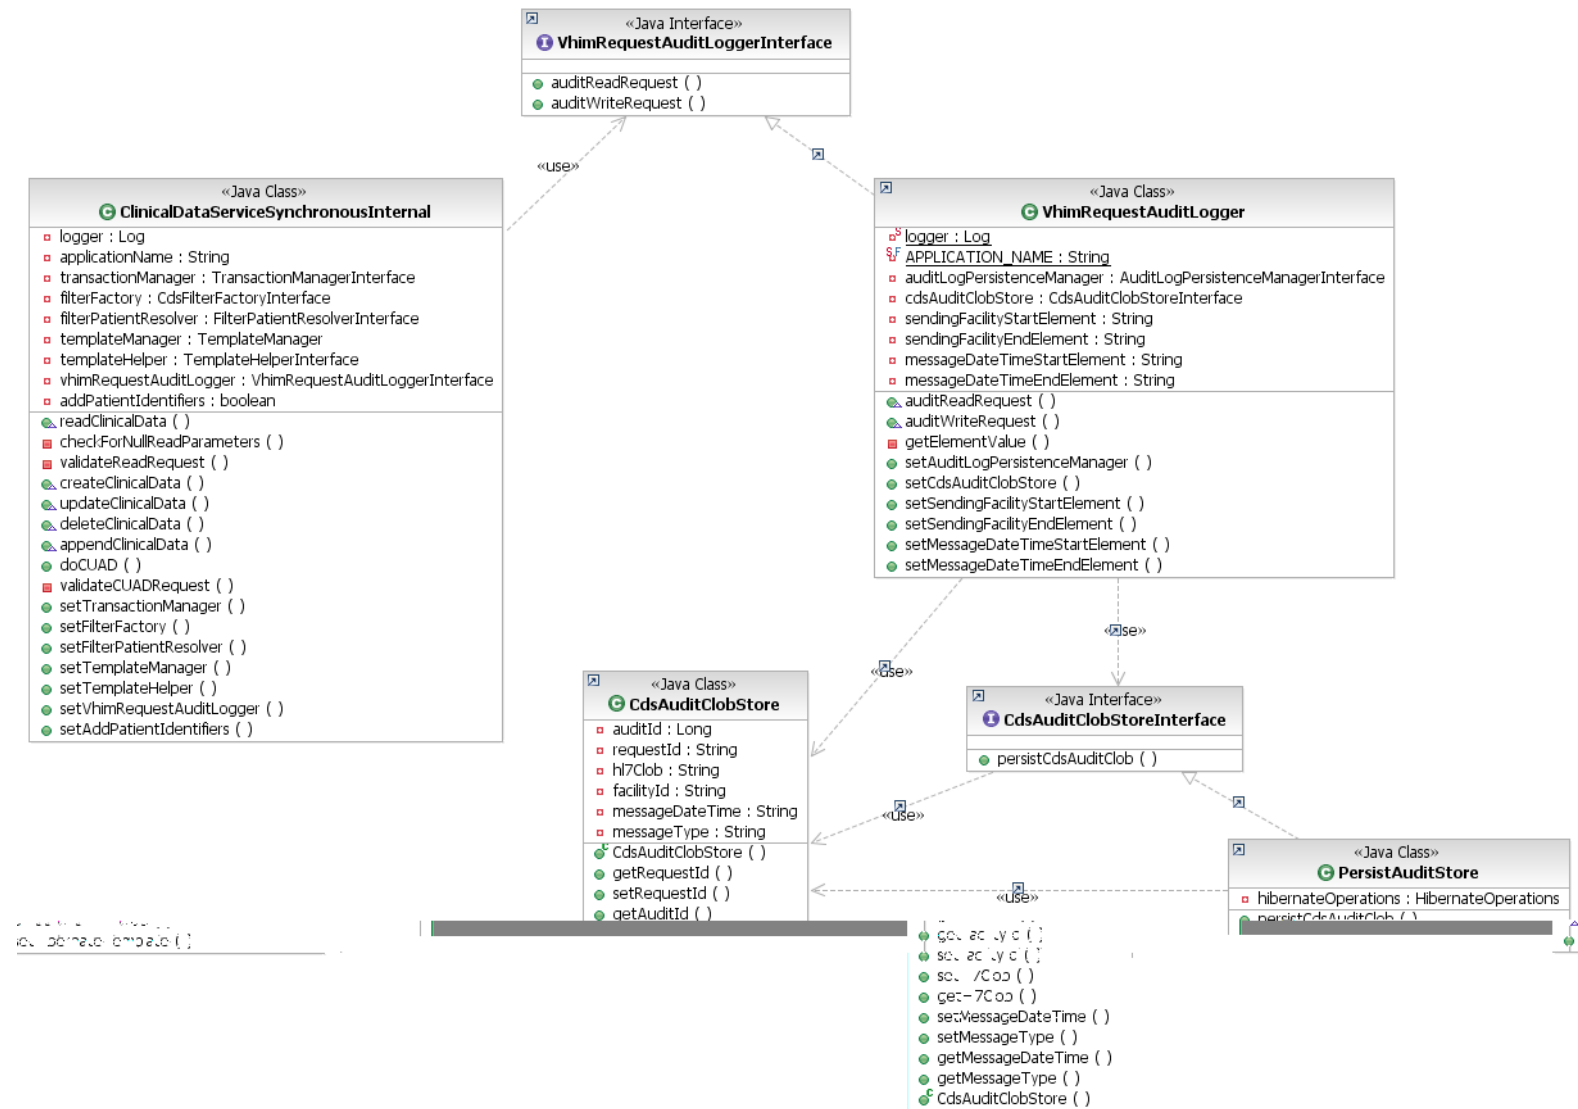 «Java Interface»
VhimRequestAuditLoggerInterface
auditReadRequest ( )
auditWriteRequest ( )
«use»
«Java Class»
ClinicalDataServiceSynchronousInternal
logger : Log
applicationName : String
transactionManager : TransactionManagerInterface
filterFactory : CdsFilterFactoryInterface
filterPatientResolver : FilterPatientResolverInterface
templateManager : TemplateManager
templateHelper : TemplateHelperInterface
vhimRequestAuditLogger : VhimRequestAuditLoggerInterface
addPatientIdentifiers : boolean
readClinicalData ( )
checkForNullReadParameters ( )
validateReadRequest ( )
createClinicalData ( )
updateClinicalData ( )
deleteClinicalData ( )
appendClinicalData ( )
doCUAD ( )
validateCUADRequest ( )
setTransactionManager ( )
setFilterFactory ( )
setFilterPatientResolver ( )
setTemplateManager ( )
setTemplateHelper ( )
setVhimRequestAuditLogger ( )
setAddPatientIdentifiers ( )
«Java Class»
VhimRequestAuditLogger
logger : Log
APPLICATION_NAME : String
auditLogPersistenceManager : AuditLogPersistenceManagerInterface
cdsAuditClobStore : CdsAuditClobStoreInterface
sendingFacilityStartElement : String
sendingFacilityEndElement : String
messageDateTimeStartElement : String
messageDateTimeEndElement : String
auditReadRequest ( )
auditWriteRequest ( )
getElementValue ( )
setAuditLogPersistenceManager ( )
setCdsAuditClobStore ( )
setSendingFacilityStartElement ( )
setSendingFacilityEndElement ( )
setMessageDateTimeStartElement ( )
setMessageDateTimeEndElement ( )
«use»
«use»
«Java Class»
CdsAuditClobStore
auditId : Long
requestId : String
hl7Clob : String
facilityId : String
messageDateTime : String
messageType : String
CdsAuditClobStore ( )
getRequestId ( )
setRequestId ( )
getAuditId ( )
«Java Interface»
CdsAuditClobStoreInterface
persistCdsAuditClob ( )
«use»
«use»
«Java Class»
PersistAuditStore
hibernateOperations : HibernateOperations
persistCdsAuditClob ( )
setMessageDateTime ( )
setMessageType ( )
getMessageDateTime ( )
getMessageType ( )
CdsAuditClobStore ( )